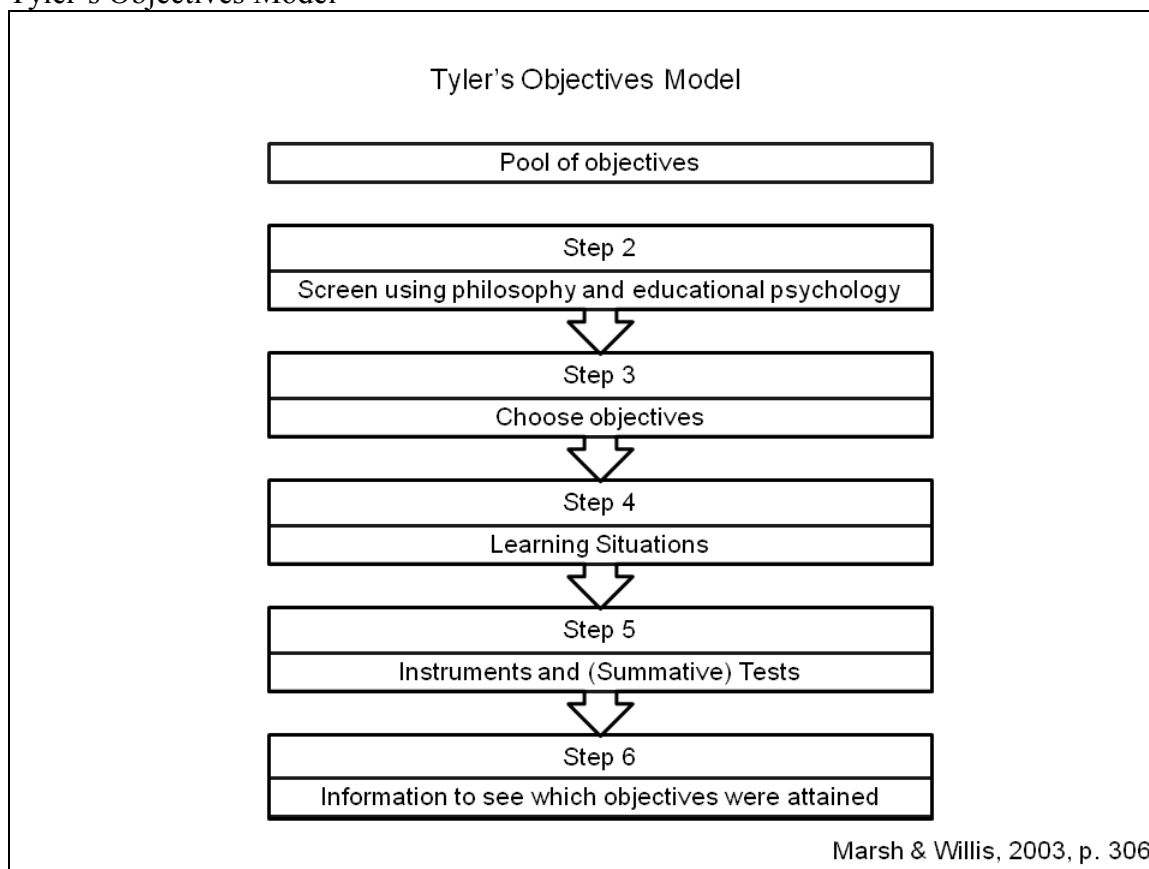 Tyler's Objectives Model
Tyler's Objectives Model
Pool of objectives
Step 2
Screen using philosophy and educational psychology
Step 3
Choose objectives
Step 4
Learning Situations
Step 5
Instruments and (Summative) Tests
Step 6
Information to see which objectives were attained
Marsh & Willis, 2003, p. 306